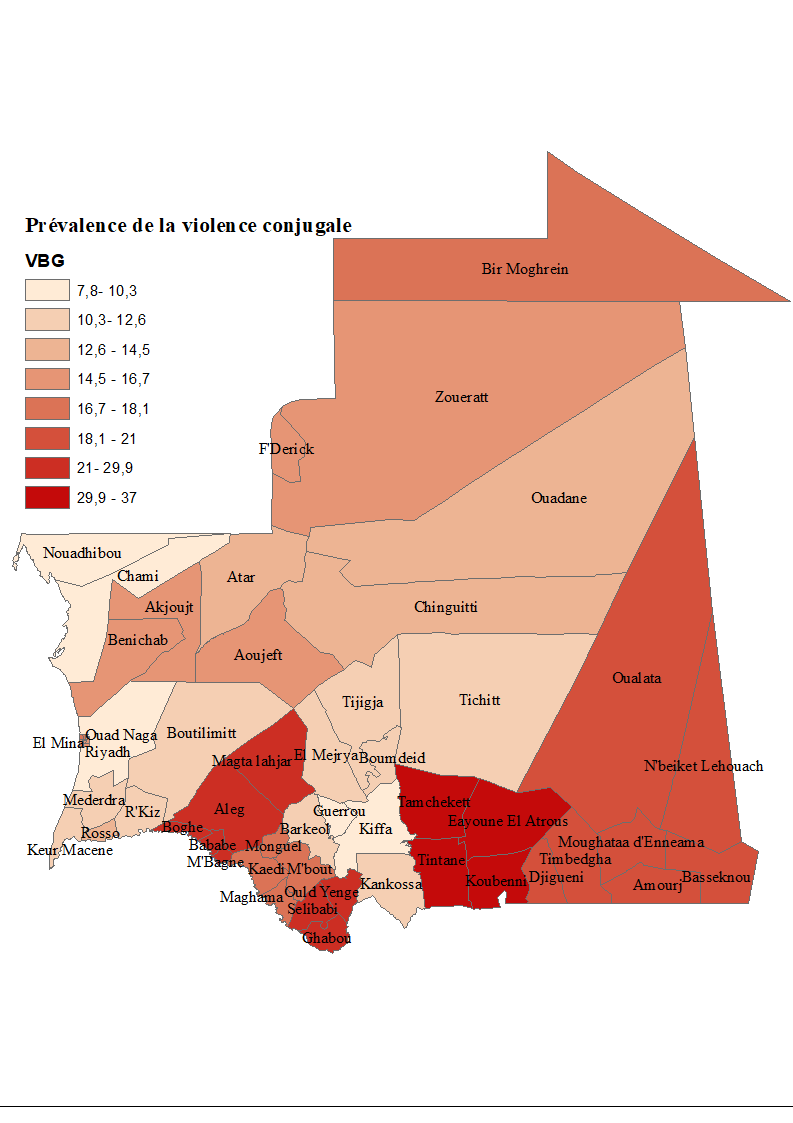 Prévalence de la violence conjugale
VBG
7,8- 10,3
10,3- 12,6
12,6 - 14,5
14,5 - 16,7
16,7 - 18,1
18,1 - 21
21- 29,9
29,9 - 37
Bir Moghrein
Zoueratt
F'Derick
Ouadane
Nouadhibou
Chami
Atar
Akjoujt
Chinguitti
Benichab
Aoujeft
Oualata
Tijigja
Tichitt
Boutilimitt
Ouad Naga
El Mina
Riyadh
El Mejrya
Boumdeid
Magta lahjar
N'beiket Lehouach
Mederdra
R'Kiz
Aleg
Guerrou
Tamchekett
Eayoune El Atrous
Rosso
Boghe
Barkeol
Kiffa
Keur Macene
Bababe
Monguel
Moughataa d'Enneama
M'Bagne
Tintane
Timbedgha
Kaedi
M'bout
Kankossa
Koubenni
Djigueni
Amourj
Basseknou
Maghama
Ould Yenge
Selibabi
Ghabou